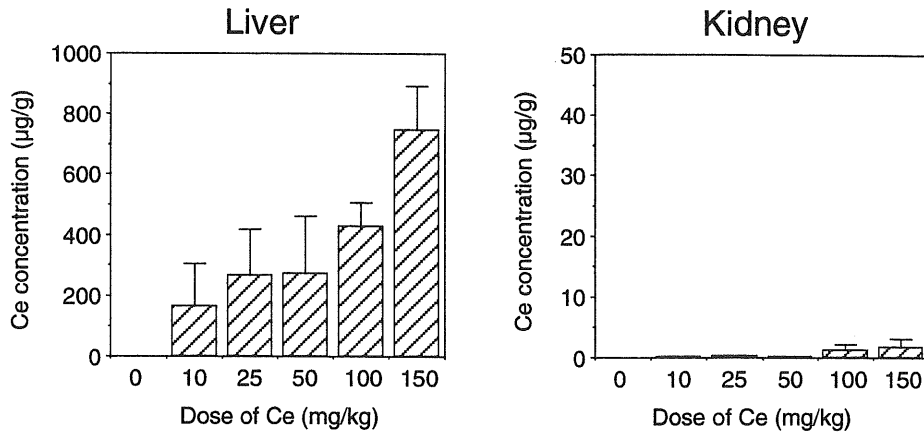 Liver
Ce concentration (μg/g)
1000
800
600
400
200
0
0 10 25 50 100 150
Dose of Ce (mg/kg)
Kidney
Ce concentration (μg/g)
50
40
30
20
10
0
0 10 25 50 100 150
Dose of Ce (mg/kg)